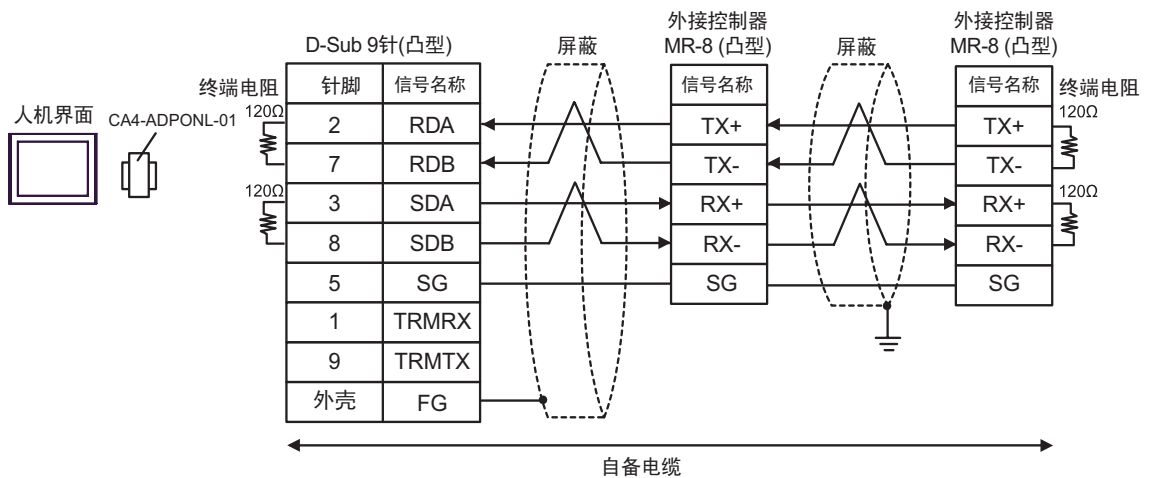 外接控制器
MR-8 (凸型)
外接控制器
MR-8 (凸型)
D-Sub 9针(凸型)
屏蔽
屏蔽
终端电阻
针脚 信号名称
信号名称
信号名称
终端电阻
人机界面
CA4-ADPONL-01
120Ω
2 RDA
TX+
TX+
120Ω
7 RDB
TX-
TX-
120Ω
3 SDA
RX+
RX+
120Ω
8 SDB
RX-
RX-
5 SG
SG
SG
1 TRMRX
9 TRMTX
外壳 FG
自备电缆